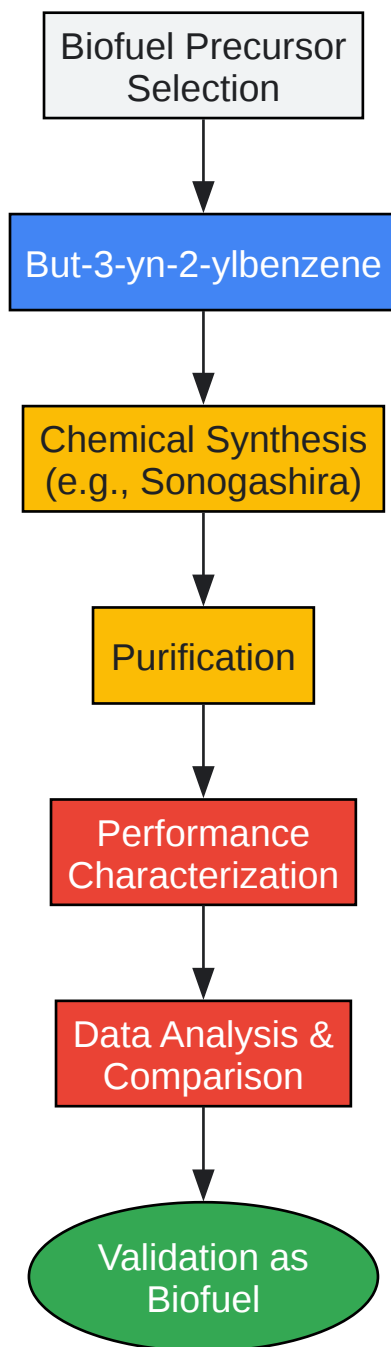 Biofuel Precursor
Selection
But-3-yn-2-ylbenzene
Chemical Synthesis
(e.g., Sonogashira)
Purification
Performance
Characterization
Data Analysis &
Comparison
Validation as
Biofuel